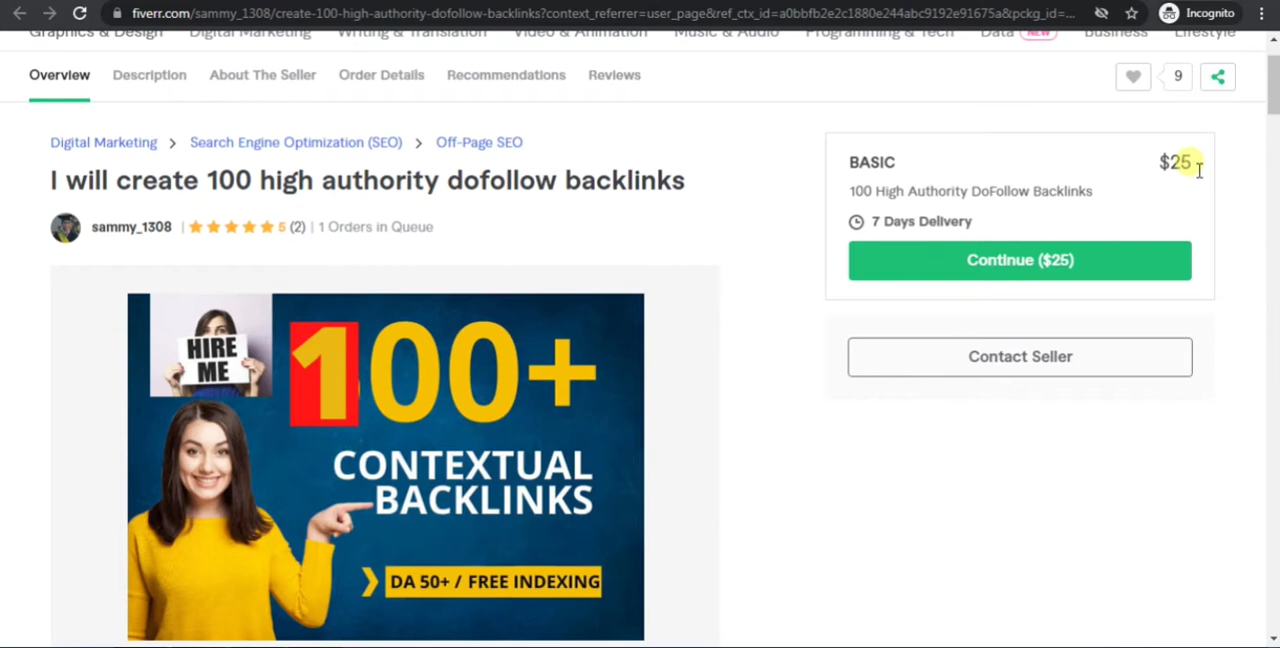 fiverr.com/sammy_1308/create-100-high-authority-dofollow-backlinks?context_referrer=user_page&ref_ctx_id=a0bbfb2e2c1880e244abc9192e91675a&pckg_id=...
Incognito
Graphics & Design Digital Marketing Writing & Translation Video & Animation Music & Audio Programming & Tech Data NEW Business Lifestyle
Overview Description About The Seller Order Details Recommendations Reviews
9
Digital Marketing > Search Engine Optimization (SEO) > Off-Page SEO
I will create 100 high authority dofollow backlinks
sammy_1308 | 5 (2) | 1 Orders in Queue
HIRE
ME
100+
CONTEXTUAL
BACKLINKS
DA 50+ / FREE INDEXING
BASIC $25
100 High Authority DoFollow Backlinks
7 Days Delivery
Continue ($25)
Contact Seller